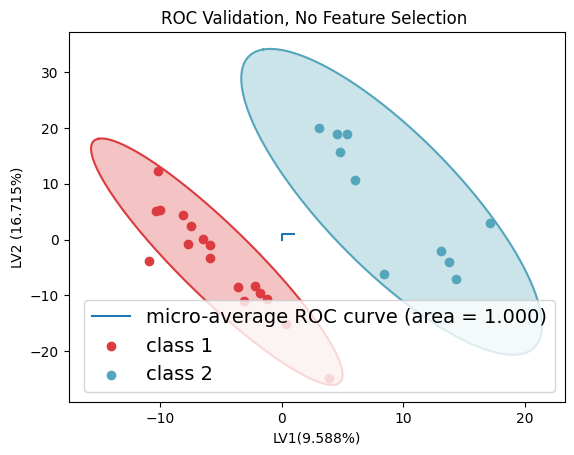 ROC Validation, No Feature Selection
LV2 (16.715%)
30
20
10
0
−10
−20
micro-average ROC curve (area = 1.000)
class 1
class 2
−10
0
10
20
LV1(9.588%)